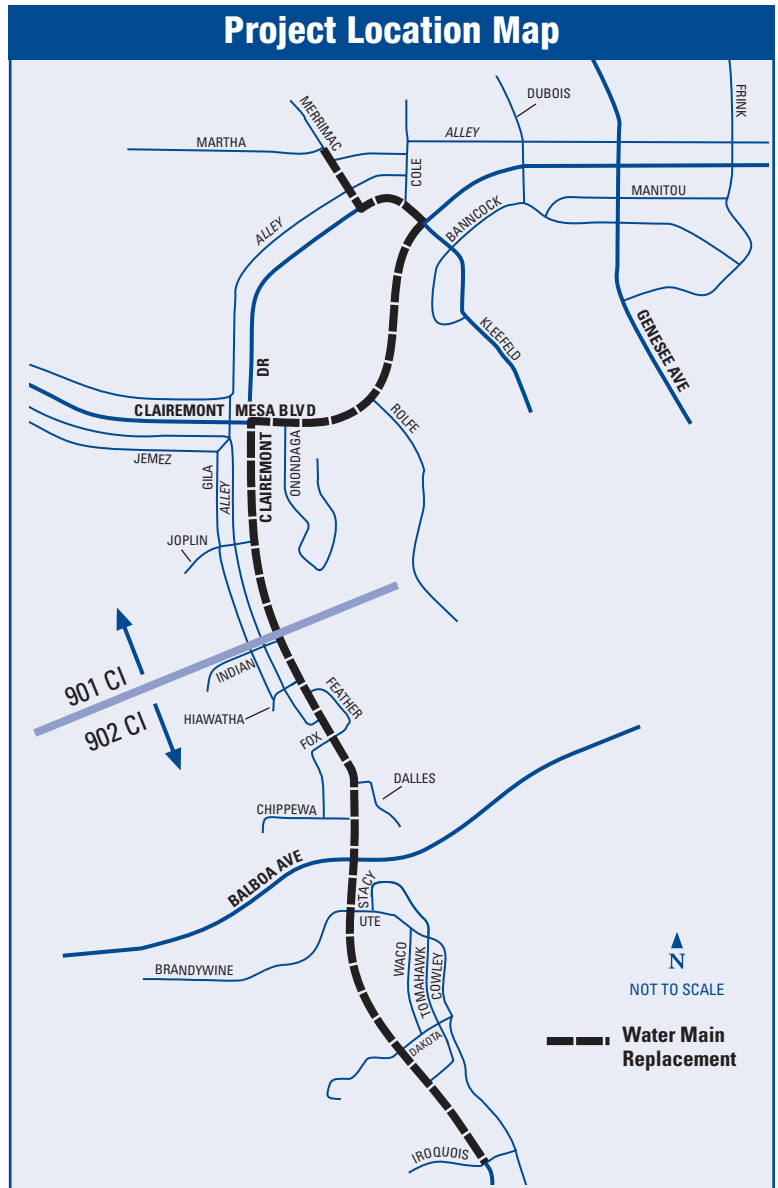 Project Location Map
DUBOIS
MERRIMAC
FRINK
MARTHA
ALLEY
COLE
MANITOU
ALLEY
BANNCOCK
KLEEFELD
GENESEE AVE
DR
CLAIREMONT MESA BLVD
ROLFE
JEMEZ
GILA
ALLEY
CLAIREMONT
ONONDAGA
JOPLIN
901 CI
INDIAN
902 CI
HIAWATHA
FEATHER
FOX
DALLES
CHIPPEWA
BALBOA AVE
STACY
UTE
BRANDYWINE
WACO
TOMAHAWK
COWLEY
DAKOTA
IROQUOIS
N
NOT TO SCALE
Water Main
Replacement